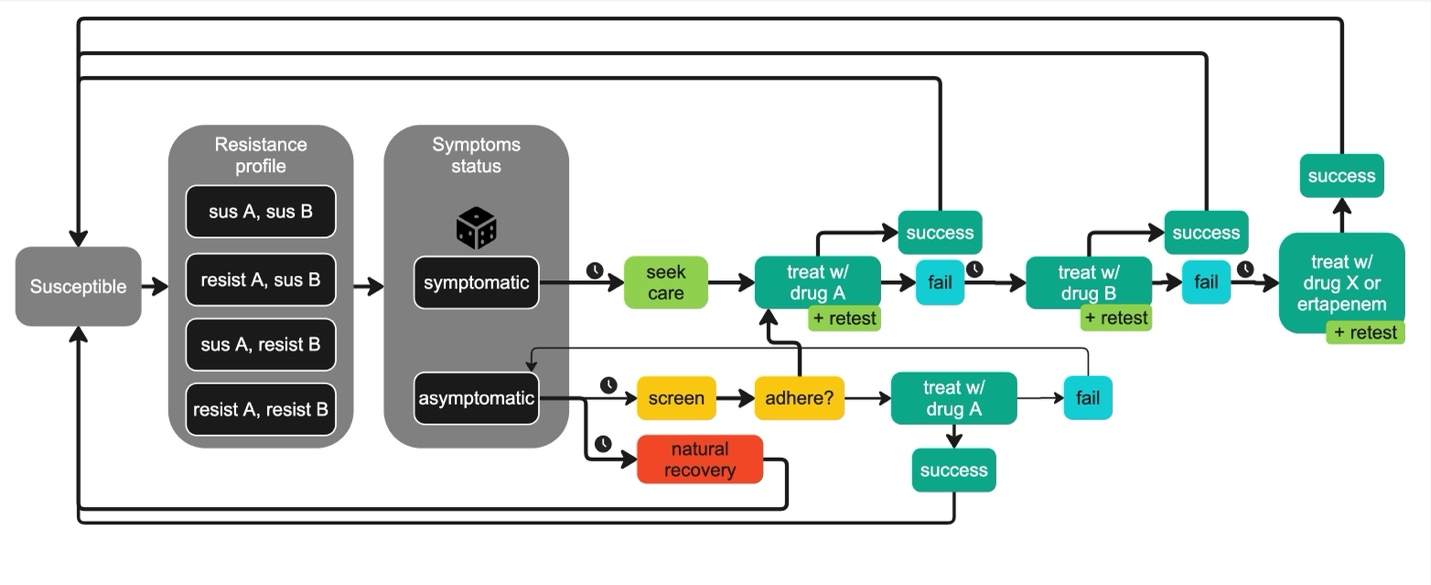 Resistance
profile
sus A, sus B
resist A, sus B
sus A, resist B
resist A, resist B
Symptoms
status
symptomatic
asymptomatic
Susceptible
seek
care
treat w/
drug A
+ retest
success
fail
treat w/
drug B
+ retest
success
fail
treat w/
drug X or
ertapenem
+ retest
success
screen
adhere?
treat w/
drug A
fail
success
natural
recovery